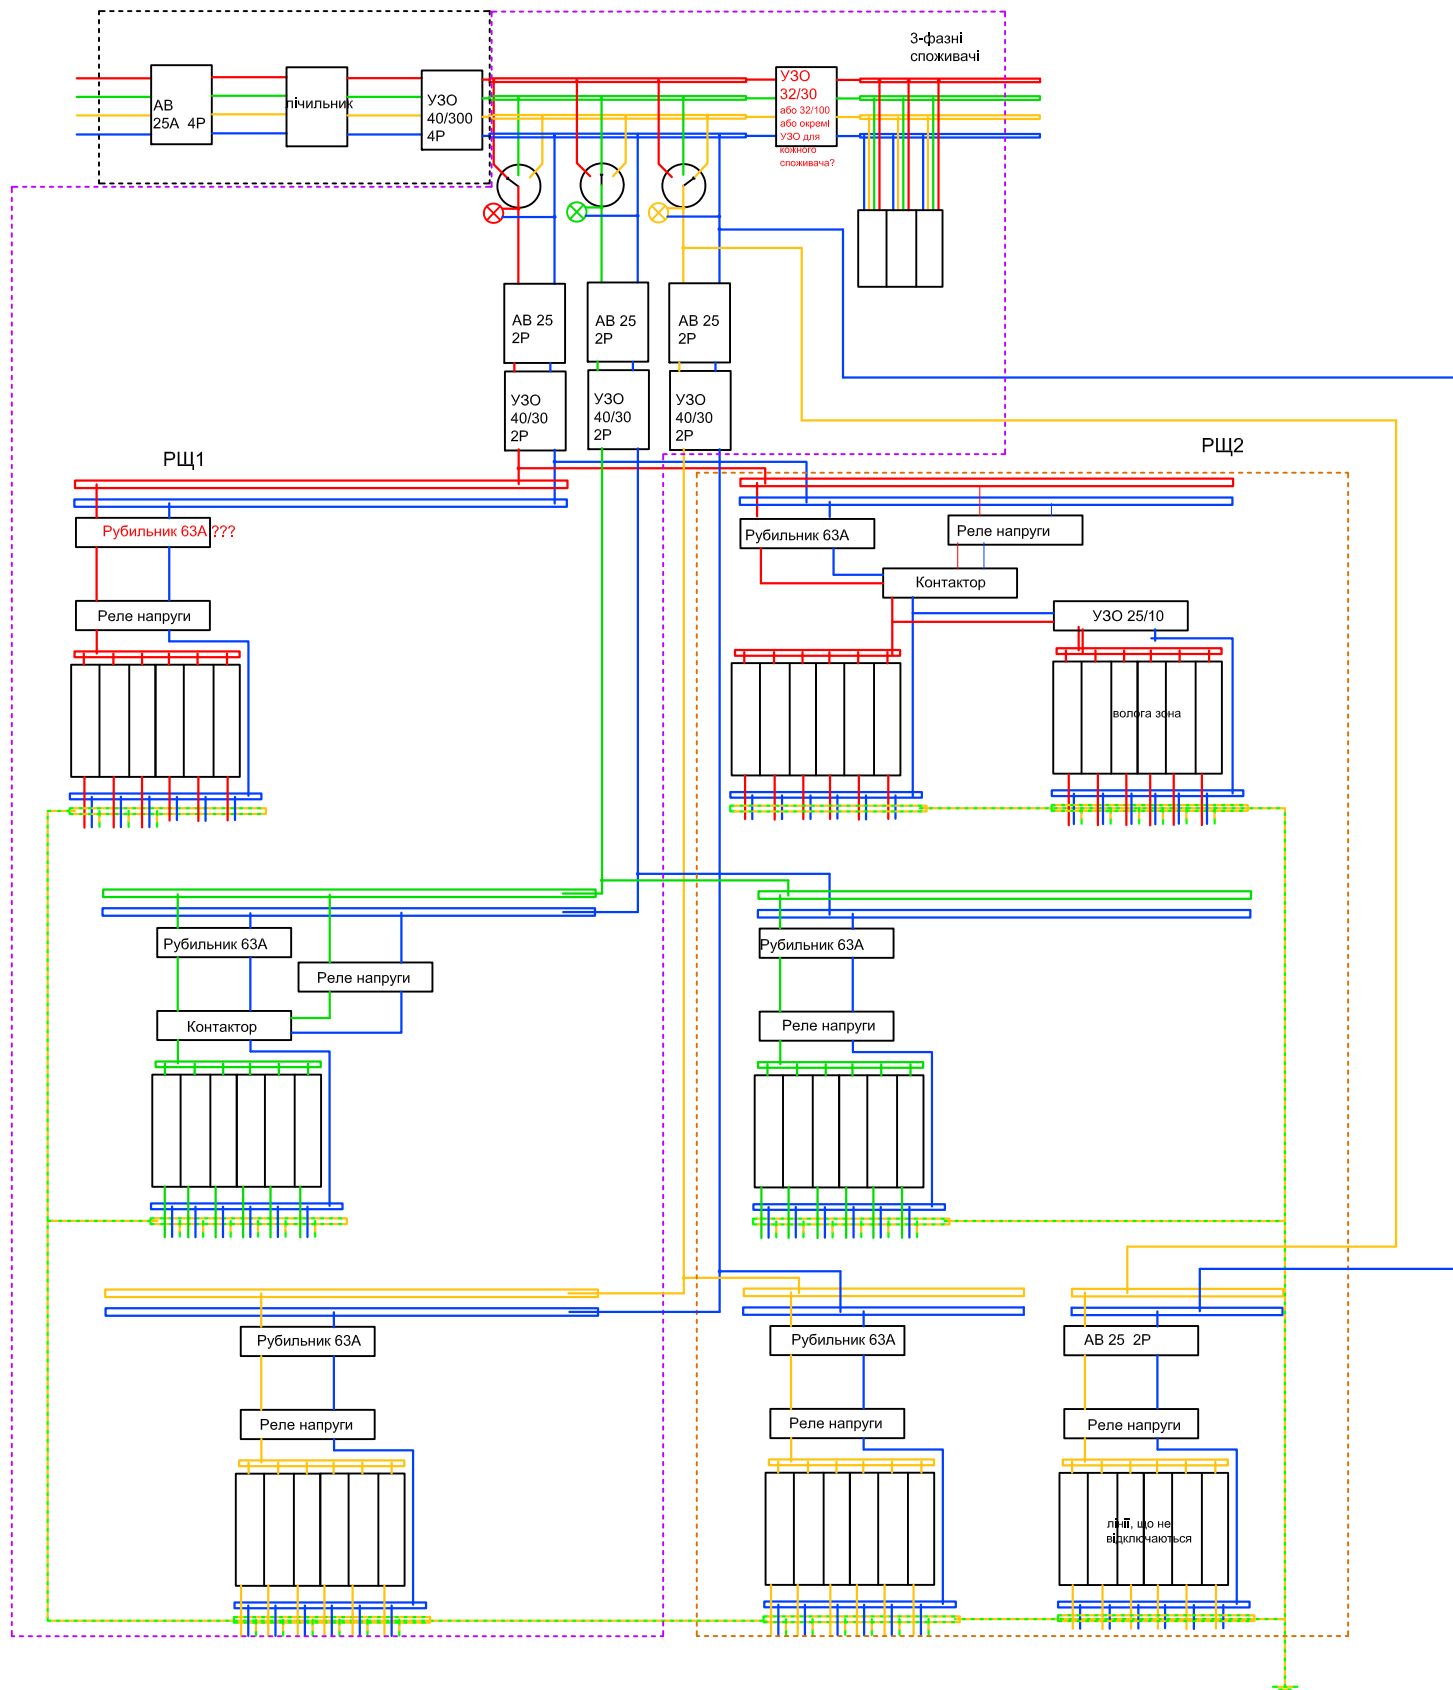 3-фазні
споживачі
АВ
25А 4Р
лічильник
УЗО
40/300
4Р
УЗО
32/30
або 32/100
або окремі
УЗО для
кожного
споживача?
АВ 25
2Р
АВ 25
2Р
АВ 25
2Р
УЗО
40/30
2Р
УЗО
40/30
2Р
УЗО
40/30
2Р
РЩ1
РЩ2
Рубильник 63А ???
Реле напруги
Рубильник 63А
Реле напруги
Контактор
УЗО 25/10
волога зона
Рубильник 63А
Реле напруги
Контактор
Рубильник 63А
Реле напруги
Рубильник 63А
Реле напруги
Рубильник 63А
Реле напруги
АВ 25 2Р
Реле напруги
лінії, що не
відключаються